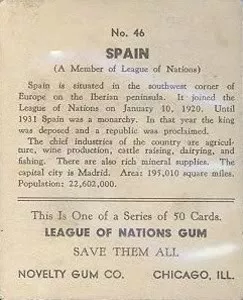 No. 46
SPAIN
(A Member of League of Nations)
Spain is situated in the southwest corner of
Europe on the Iberian peninsula. It joined the
League of Nations on January 10, 1920. Until
1931 Spain was a monarchy. In that year the king
was deposed and a republic was proclaimed.
The chief industries of the country are agricul-
ture, wine production, cattle raising, dairying, and
fishing. There are also rich mineral supplies. The
capital city is Madrid. Area: 195,010 square miles.
Population: 22,602,000.
This Is One of a Series of 50 Cards.
LEAGUE OF NATIONS GUM
SAVE THEM ALL
NOVELTY GUM CO. CHICAGO, ILL.